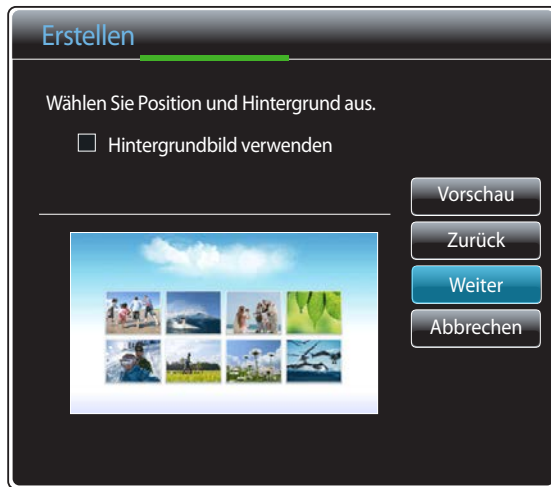 Erstellen
Wählen Sie Position und Hintergrund aus.
Hintergrundbild verwenden
Vorschau
Zurück
Weiter
Abbrechen